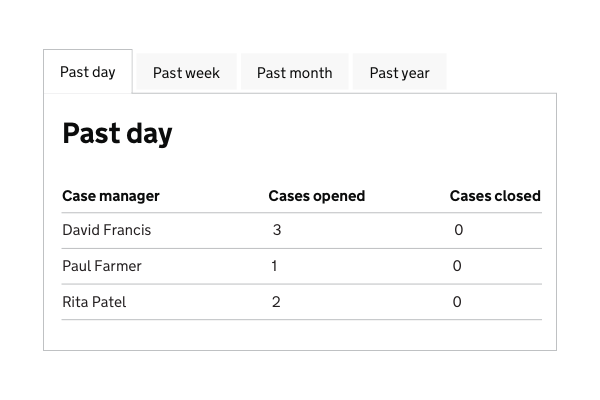 Past day Past week Past month Past year
Past day
Case manager Cases opened Cases closed
David Francis 3 0
Paul Farmer 1 0
Rita Patel 2 0